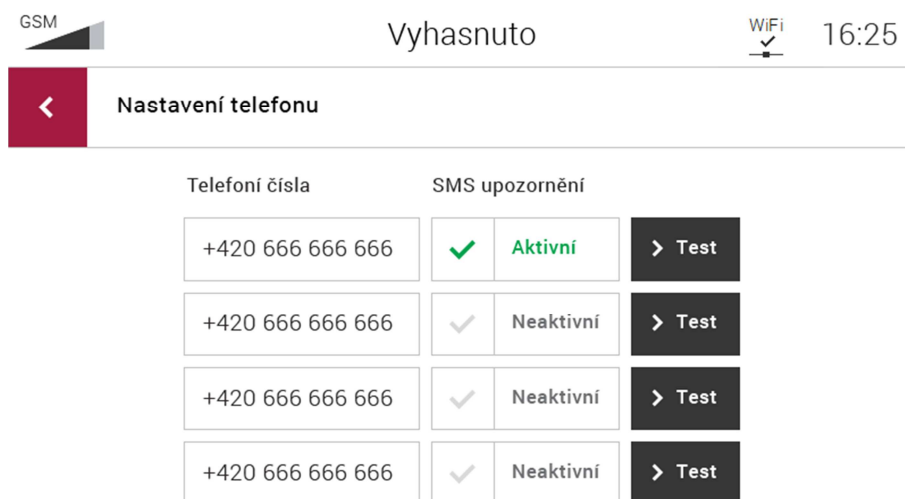 GSM
Vyhasnuto
WiFi
16:25
Nastavení telefonu
Telefoní čísla SMS upozornění
+420 666 666 666 Aktivní Test
+420 666 666 666 Neaktivní Test
+420 666 666 666 Neaktivní Test
+420 666 666 666 Neaktivní Test